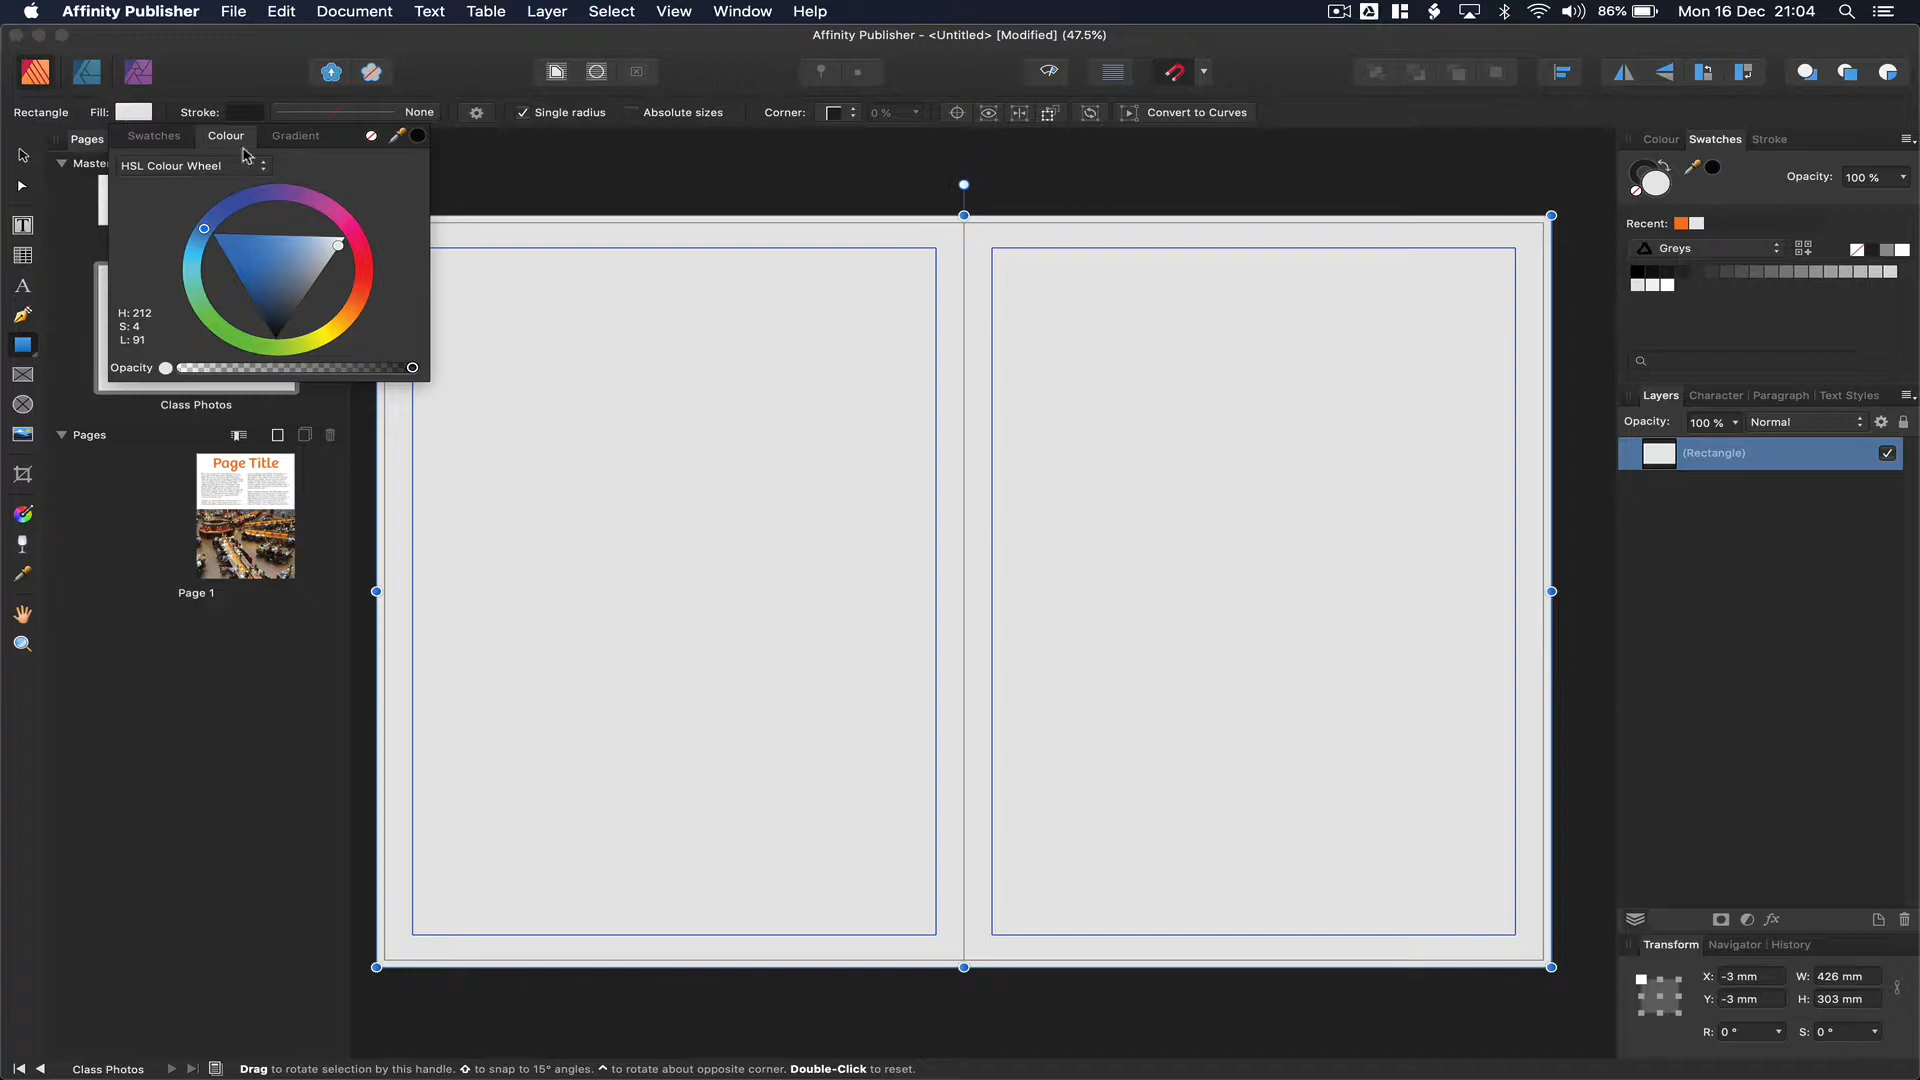 Affinity Publisher File Edit Document Text Table Layer Select View Window Help 86% Mon 16 Dec 21:04
Affinity Publisher - <Untitled> [Modified] (47.5%)
Rectangle Fill: Stroke: None Single radius Absolute sizes Corner: 0 % Convert to Curves
Pages Swatches Colour Gradient
Colour Swatches Stroke
Master
HSL Colour Wheel
Opacity: 100 %
Recent:
Greys
H: 212
S: 4
L: 91
Opacity
Class Photos
Layers Character Paragraph Text Styles
Opacity: 100 % Normal
(Rectangle)
Pages
Page Title
Page 1
Transform Navigator History
X: -3 mm W: 426 mm
Y: -3 mm H: 303 mm
R: 0 ° S: 0 °
Class Photos Drag to rotate selection by this handle. ⇧ to snap to 15° angles. ^ to rotate about opposite corner. Double-Click to reset.